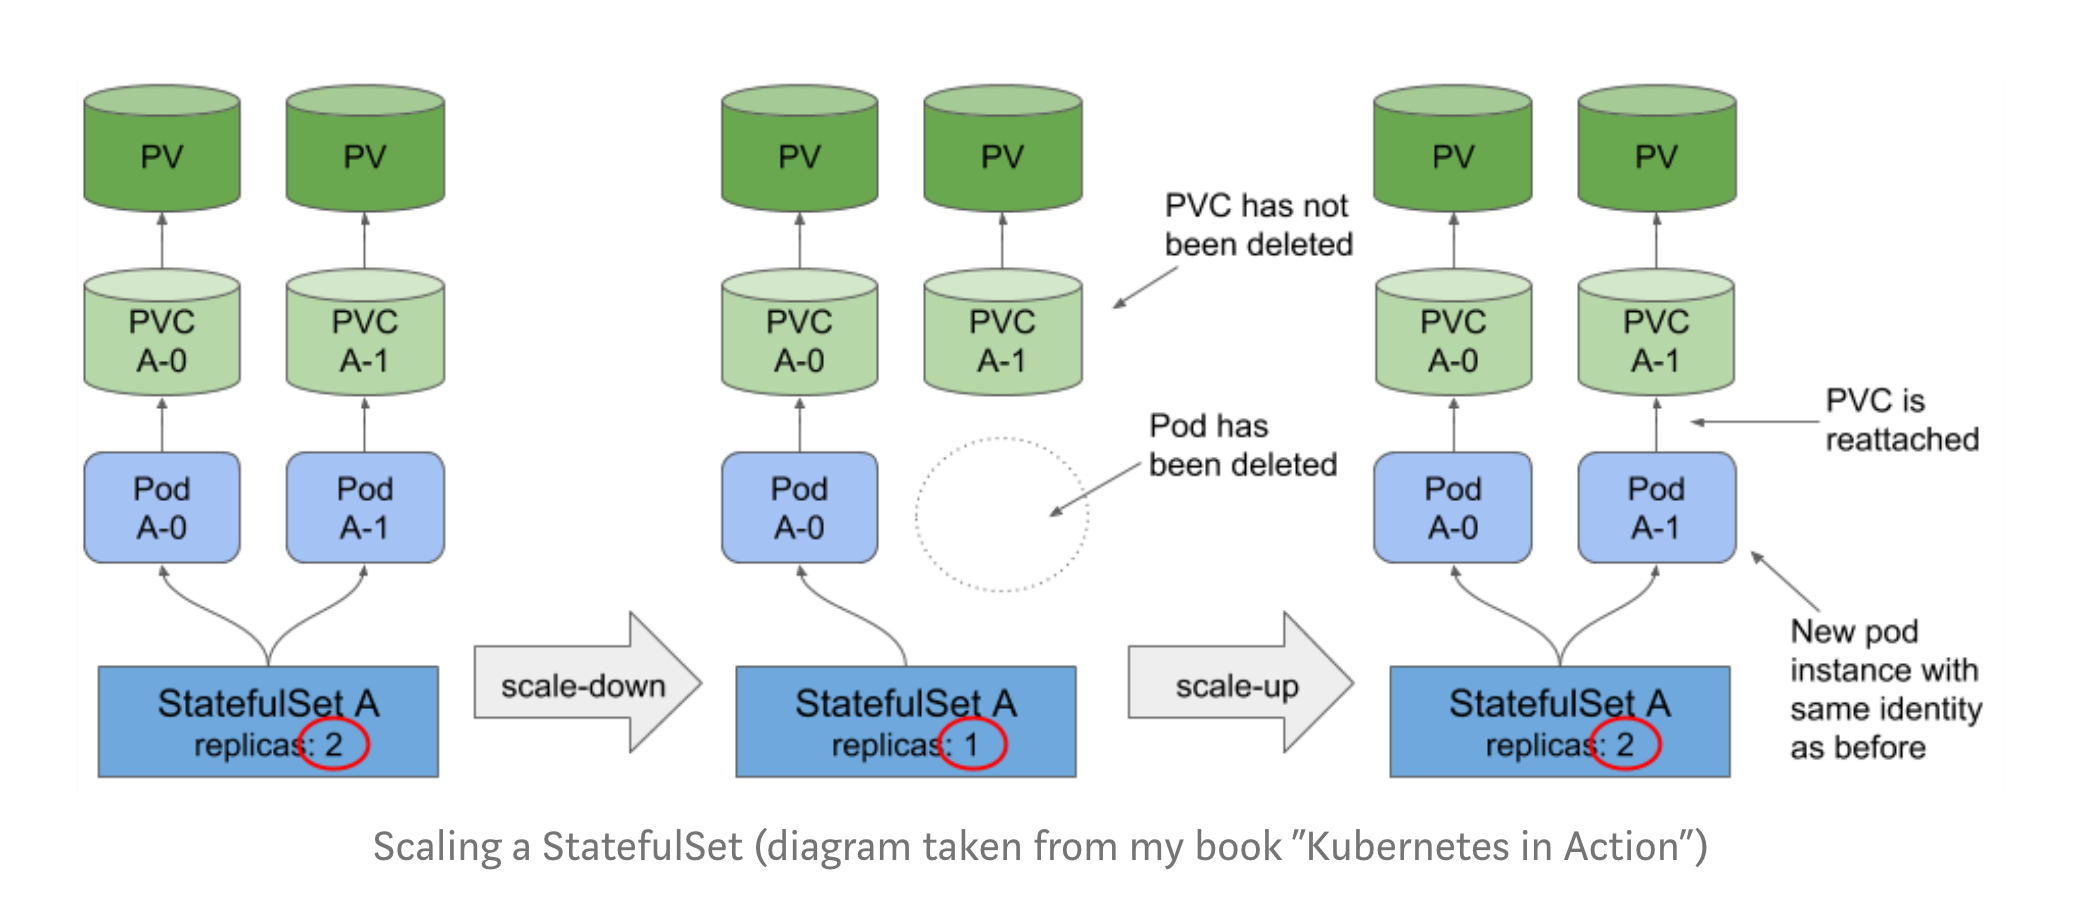 PV
PV
PVC
A-0
PVC
A-1
Pod
A-0
Pod
A-1
StatefulSet A
replicas: 2
scale-down
PV
PV
PVC has not
been deleted
PVC
A-0
PVC
A-1
Pod has
been deleted
Pod
A-0
StatefulSet A
replicas: 1
scale-up
PV
PV
PVC
A-0
PVC
A-1
PVC is
reattached
Pod
A-0
Pod
A-1
New pod
instance with
same identity
as before
StatefulSet A
replicas: 2
Scaling a StatefulSet (diagram taken from my book "Kubernetes in Action")